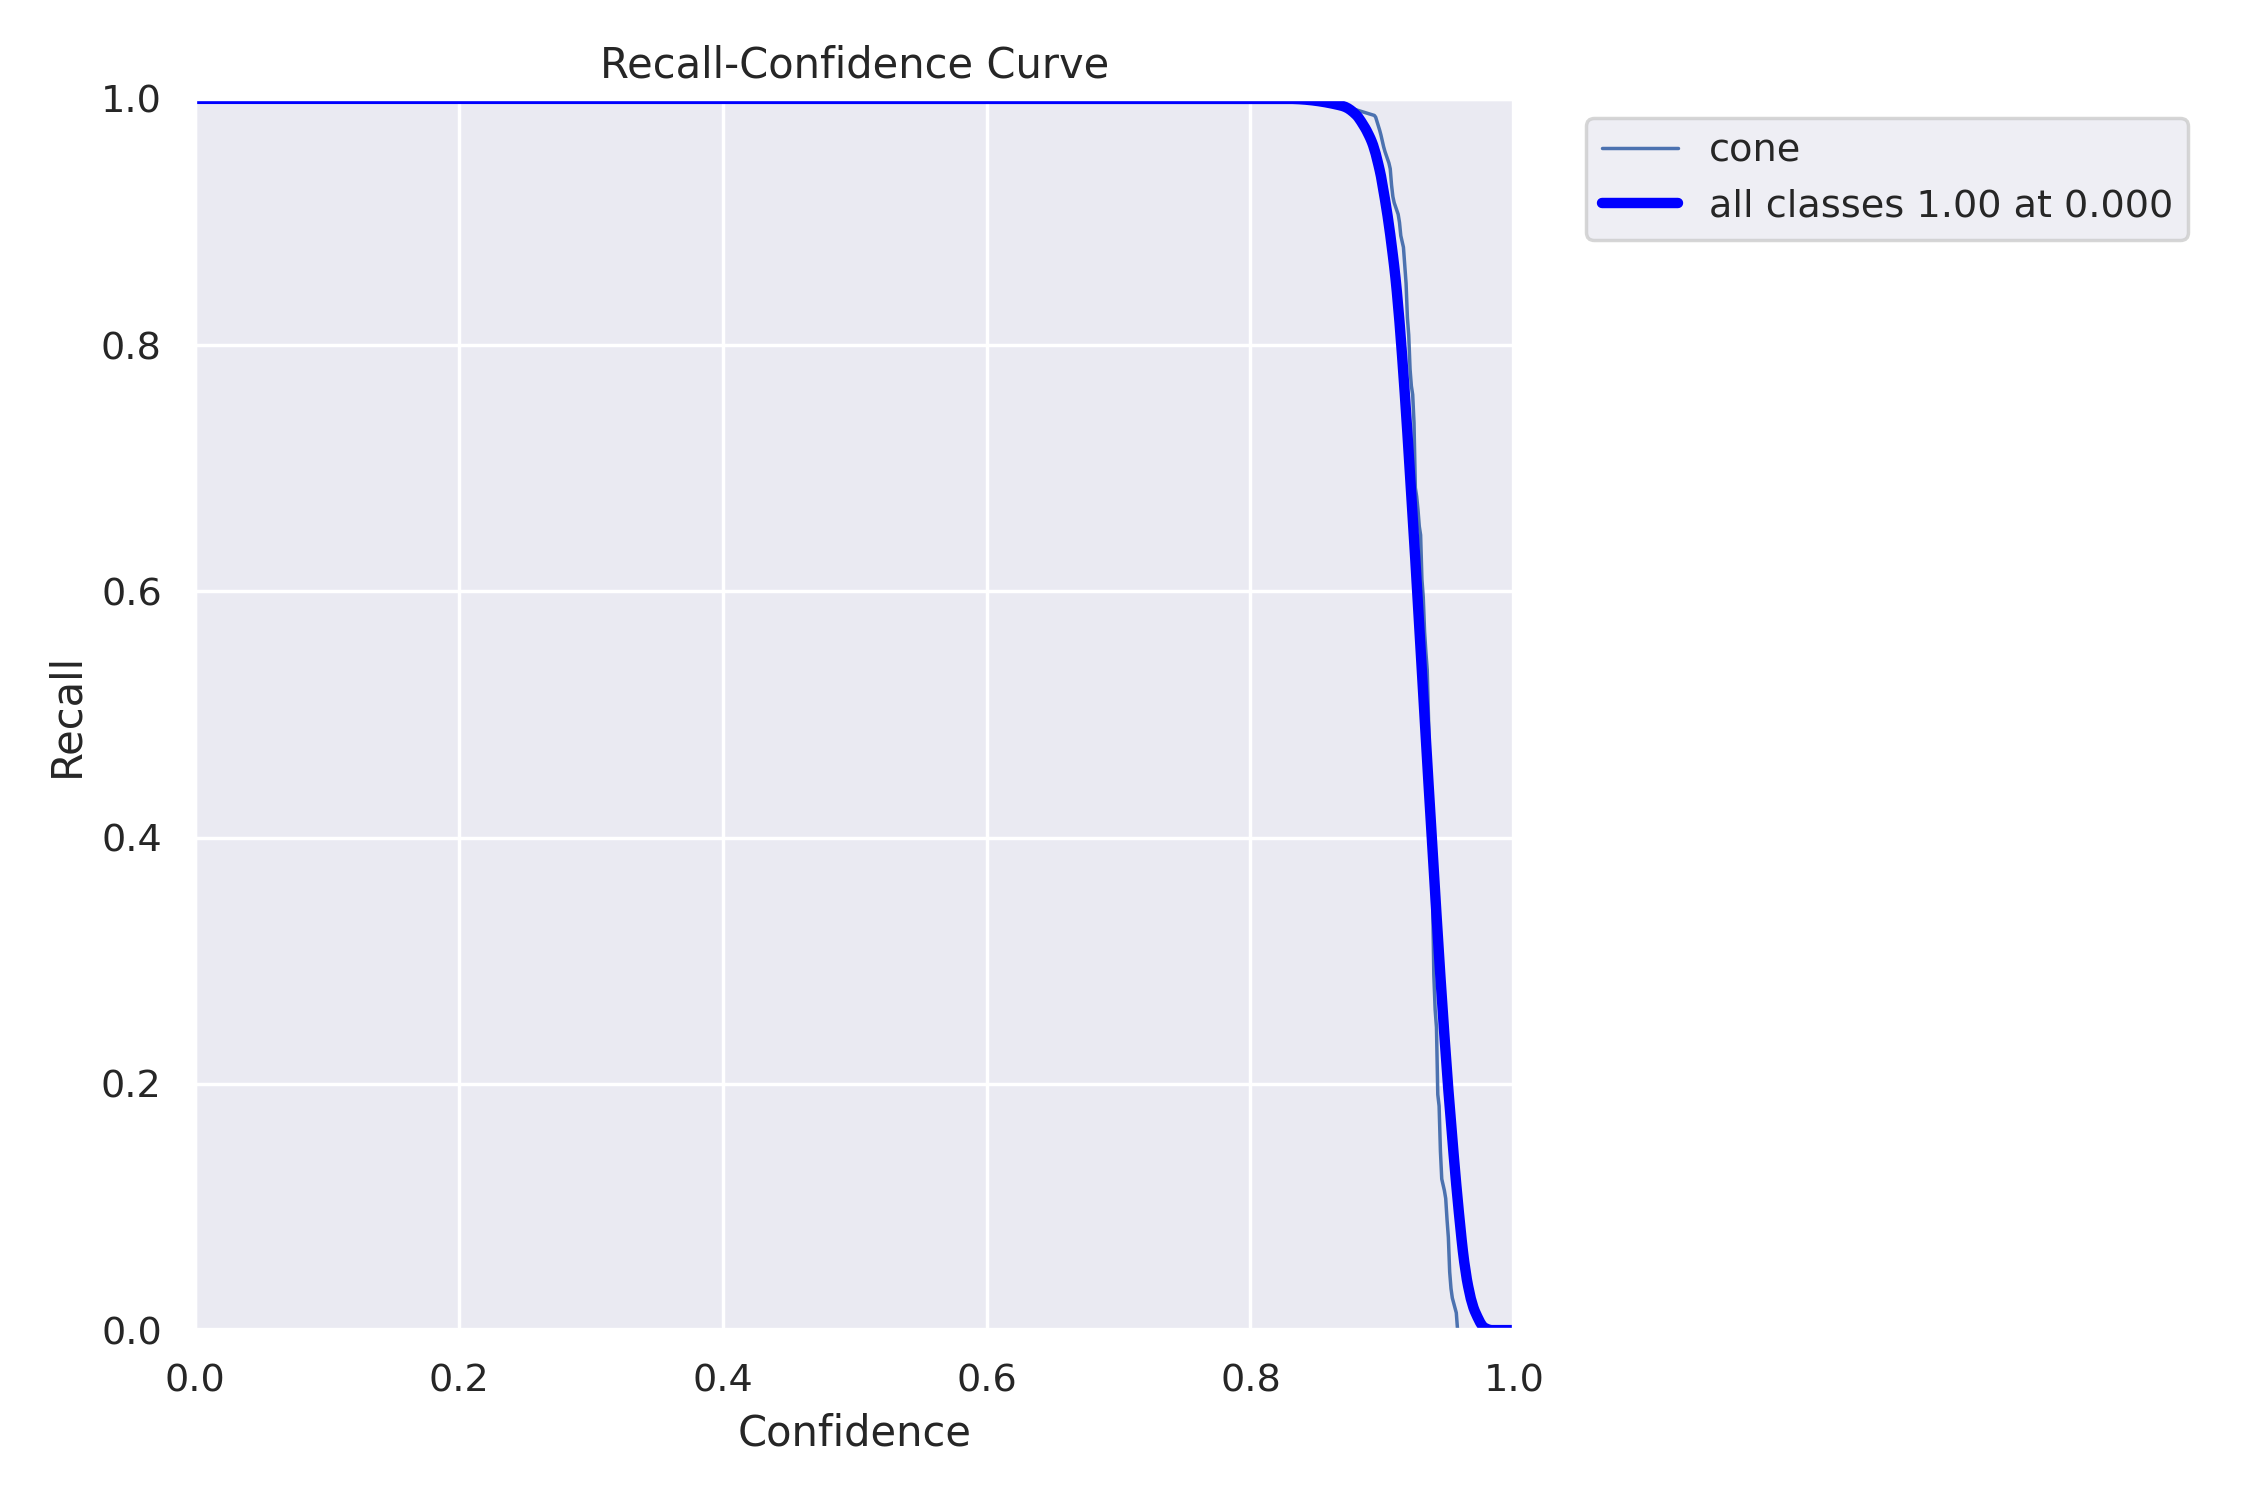 Recall-Confidence Curve
1.0
0.8
0.6
0.4
0.2
0.0
Recall
0.0 0.2 0.4 0.6 0.8 1.0
Confidence
cone
all classes 1.00 at 0.000